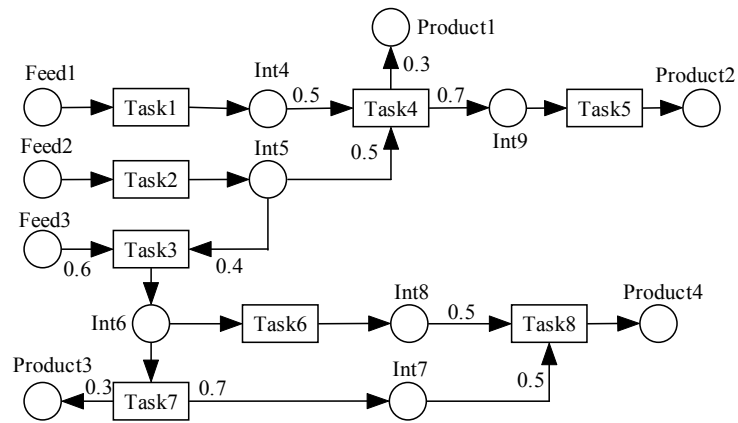 Product1
Feed1
Int4
0.3
Product2
Task1
0.5
Task4
0.7
Task5
Feed2
Int5
0.5
Int9
Task2
Feed3
Task3
0.6
0.4
Int6
Int8
Product4
Task6
0.5
Task8
Product3
Int7
0.3
0.7
0.5
Task7